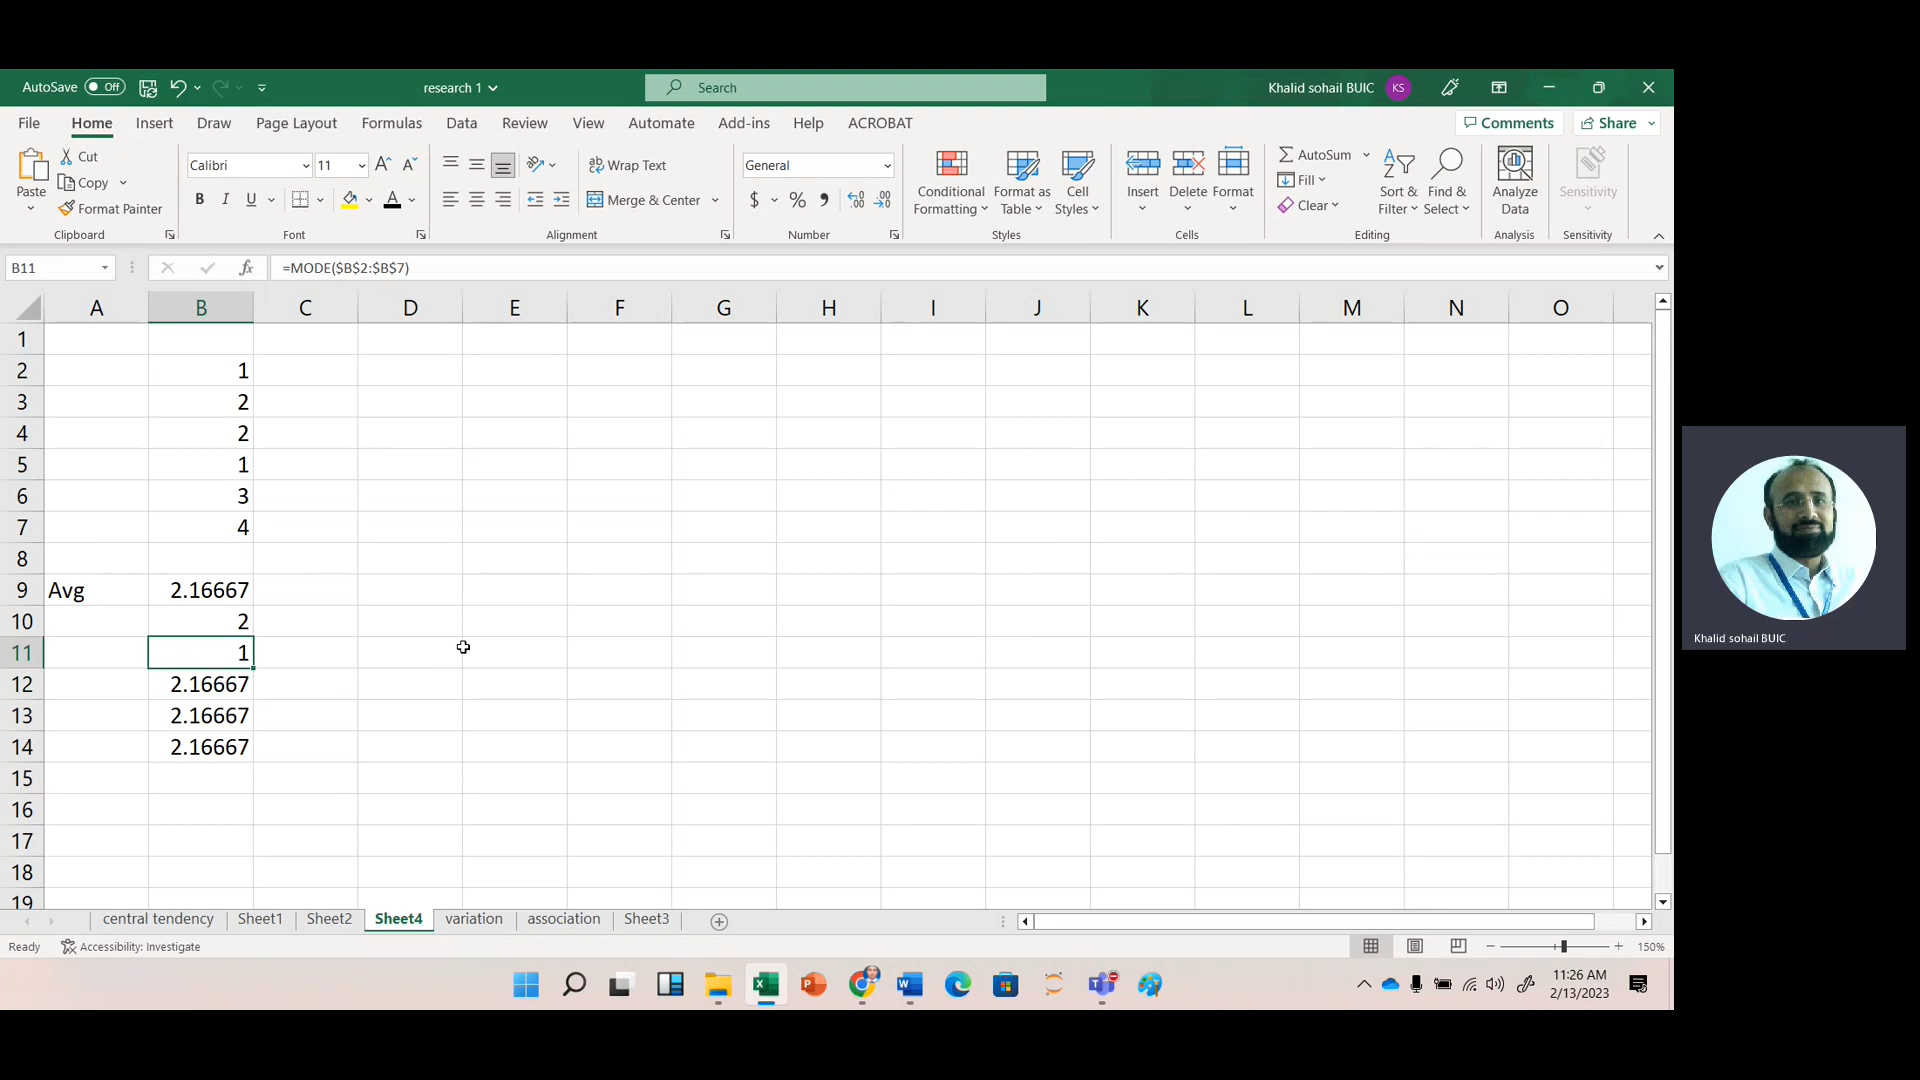 AutoSave Off research 1 Search Khalid sohail BUIC KS
File Home Insert Draw Page Layout Formulas Data Review View Automate Add-ins Help ACROBAT Comments Share
Paste
Cut
Copy
Format Painter
Clipboard
Calibri 11
B I U
Font
Wrap Text
Merge & Center
Alignment
General
$ % ,
Number
Conditional Formatting
Format as Table
Cell Styles
Styles
Insert Delete Format
Cells
AutoSum
Fill
Clear
Sort & Filter
Find & Select
Editing
Analyze Data
Analysis
Sensitivity
Sensitivity
B11 fx =MODE($B$2:$B$7)
A B C D E F G H I J K L M N O
1
2 1
3 2
4 2
5 1
6 3
7 4
8
9 Avg 2.16667
10 2
11 1
12 2.16667
13 2.16667
14 2.16667
15
16
17
18
19
central tendency Sheet1 Sheet2 Sheet4 variation association Sheet3
Ready Accessibility: Investigate 150%
11:26 AM
2/13/2023
Khalid sohail BUIC